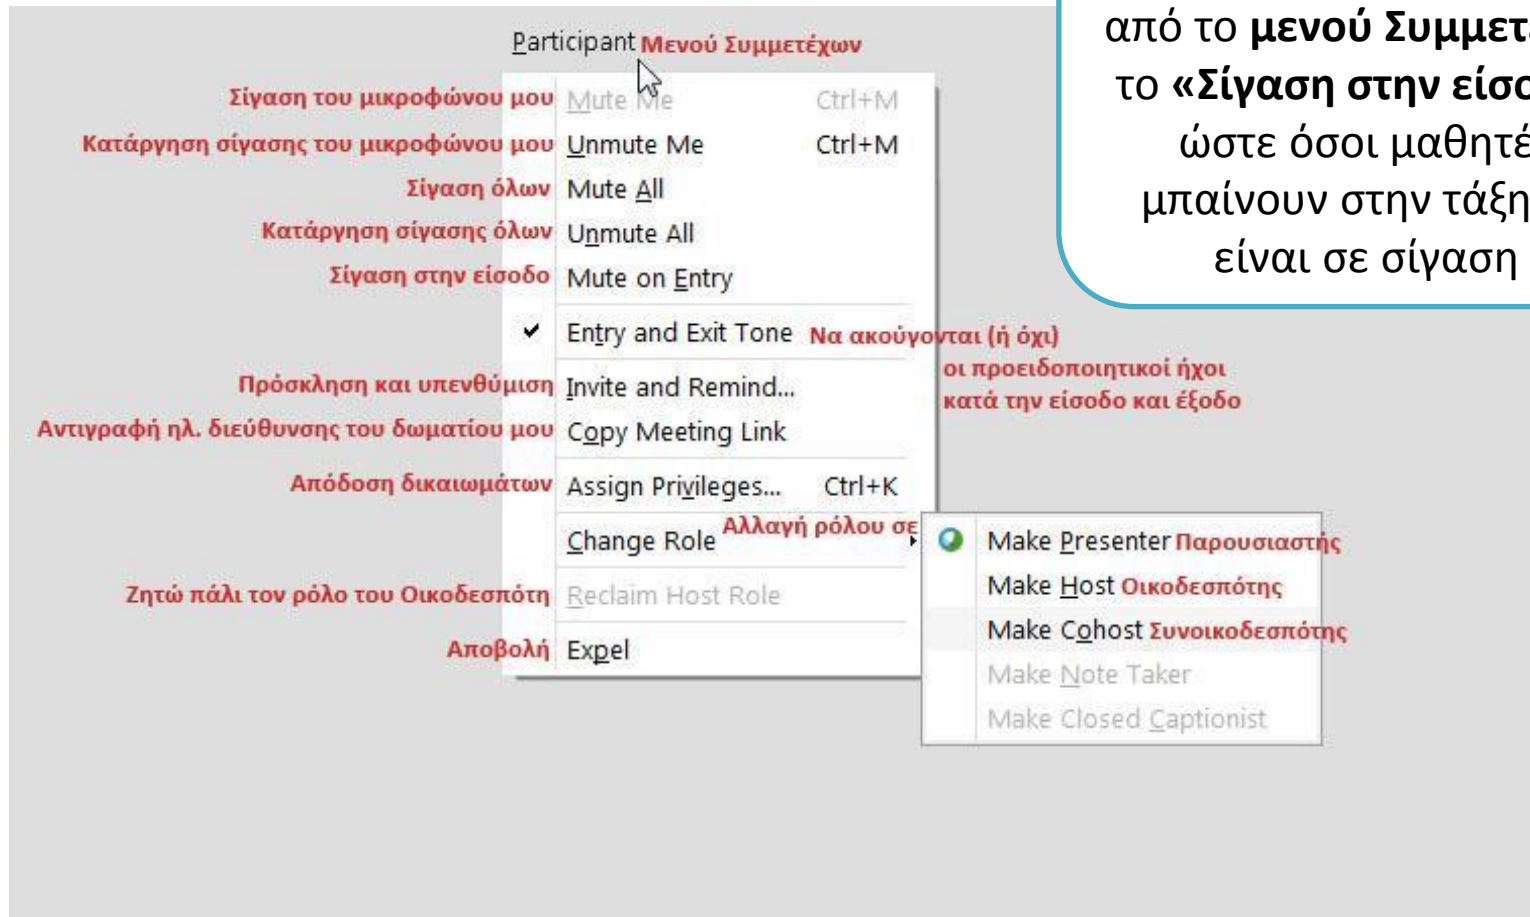 από το μενού
το «Σίγαση στην
ώστε όσοι
μπαίνουν στην τάξη
είναι σε σίγαση
Participant Μενού Συμμετέχων
Σίγαση του μικροφώνου μου Mute Me Ctrl+M
Κατάργηση σίγασης του μικροφώνου μου Unmute Me Ctrl+M
Σίγαση όλων Mute All
Κατάργηση σίγασης όλων Unmute All
Σίγαση στην είσοδο Mute on Entry
Entry and Exit Tone Να ακούγονται (ή όχι)
οι προειδοποιητικοί ήχοι
κατά την είσοδο και έξοδο
Πρόσκληση και υπενθύμιση Invite and Remind...
Αντιγραφή ηλ. διεύθυνσης του δωματίου μου Copy Meeting Link
Απόδοση δικαιωμάτων Assign Privileges... Ctrl+K
Change Role Αλλαγή ρόλου σε
Make Presenter Παρουσιαστής
Make Host Οικοδεσπότης
Make Cohost Συνοικοδεσπότης
Make Note Taker
Make Closed Captionist
Ζητώ πάλι τον ρόλο του Οικοδεσπότη Reclaim Host Role
Αποβολή Expel